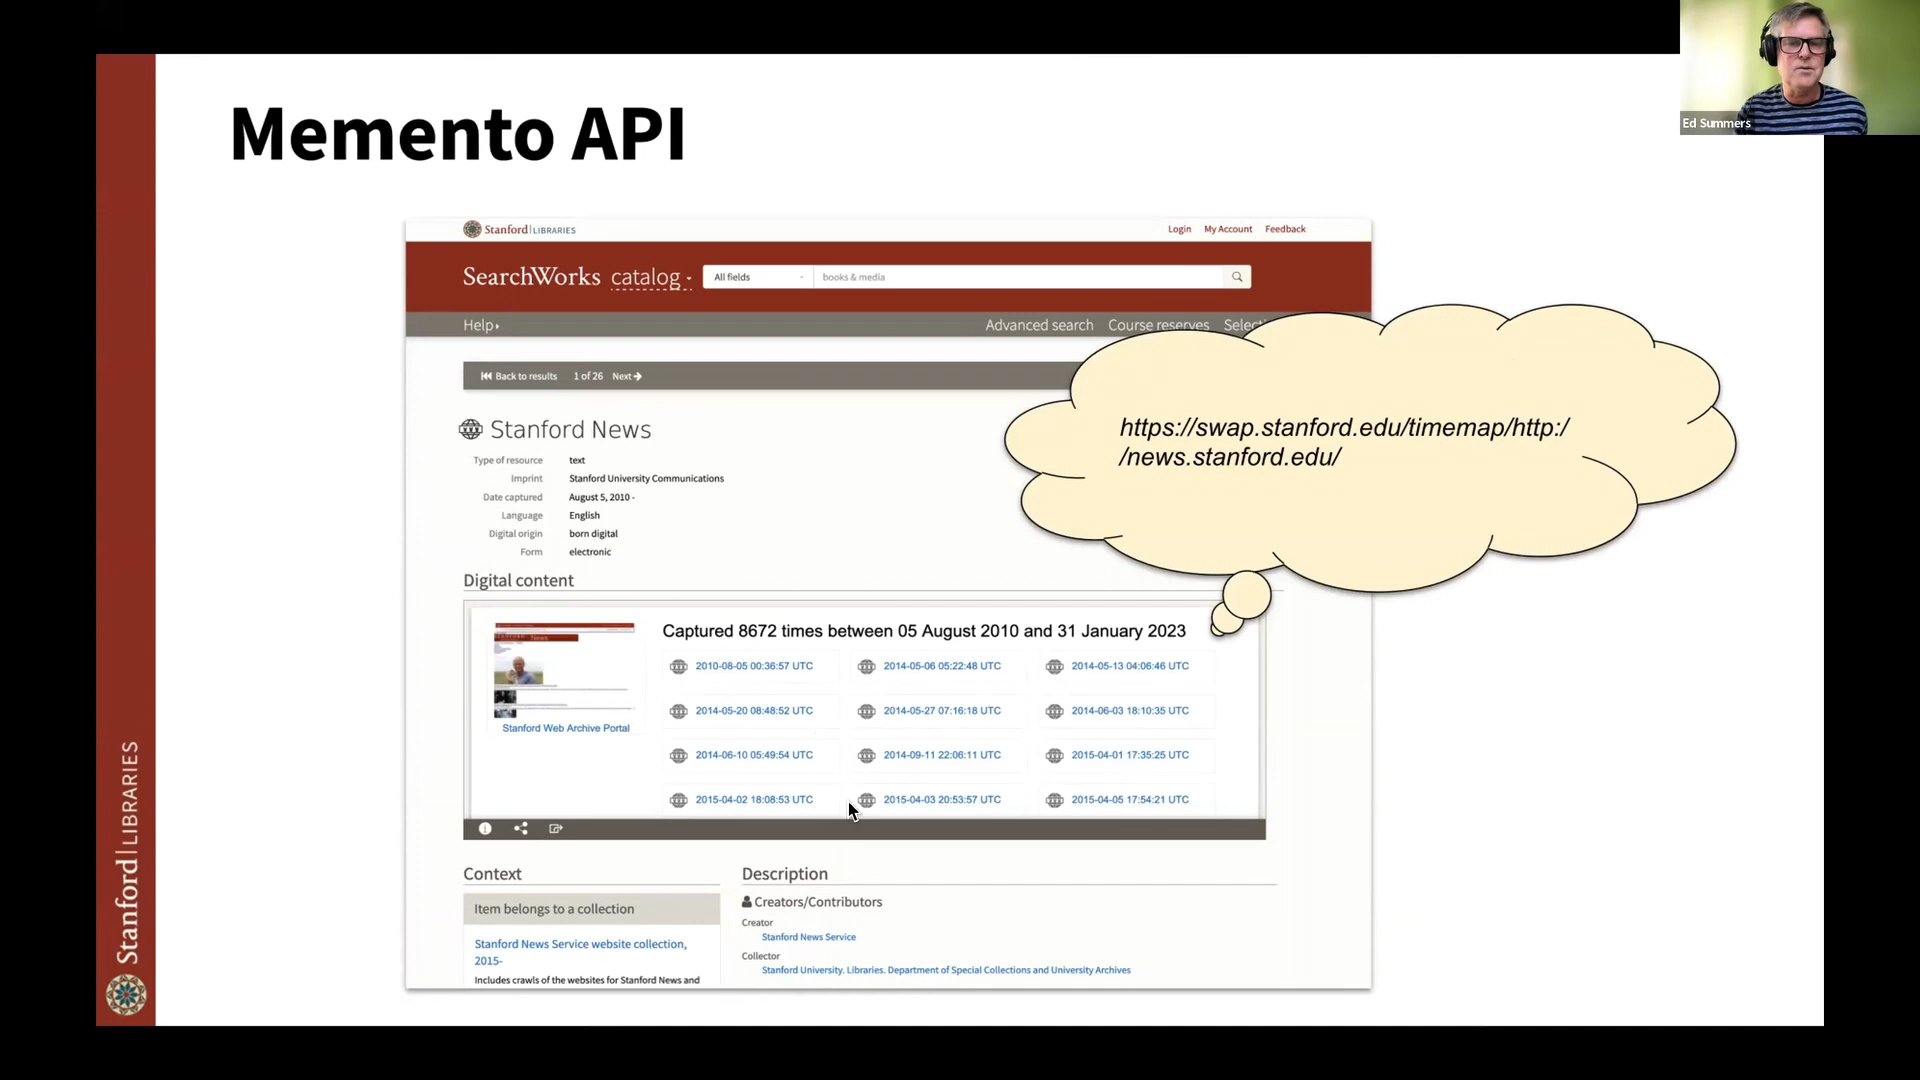 Memento API
Ed Summers
Stanford | LIBRARIES
Login My Account Feedback
SearchWorks catalog
All fields
books & media
Help
Advanced search Course reserves Selecti
Back to results 1 of 26 Next
https://swap.stanford.edu/timemap/http:/
/news.stanford.edu/
Stanford News
Type of resource text
Imprint Stanford University Communications
Date captured August 5, 2010 -
Language English
Digital origin born digital
Form electronic
Digital content
News
Captured 8672 times between 05 August 2010 and 31 January 2023
2010-08-05 00:36:57 UTC 2014-05-06 05:22:48 UTC 2014-05-13 04:06:46 UTC
2014-05-20 08:48:52 UTC 2014-05-27 07:16:18 UTC 2014-06-03 18:10:35 UTC
Stanford Web Archive Portal
2014-06-10 05:49:54 UTC 2014-09-11 22:06:11 UTC 2015-04-01 17:35:25 UTC
2015-04-02 18:08:53 UTC 2015-04-03 20:53:57 UTC 2015-04-05 17:54:21 UTC
Context
Item belongs to a collection
Stanford News Service website collection,
2015-
Includes crawls of the websites for Stanford News and
Description
Creators/Contributors
Creator
Stanford News Service
Collector
Stanford University. Libraries. Department of Special Collections and University Archives
Stanford | LIBRARIES